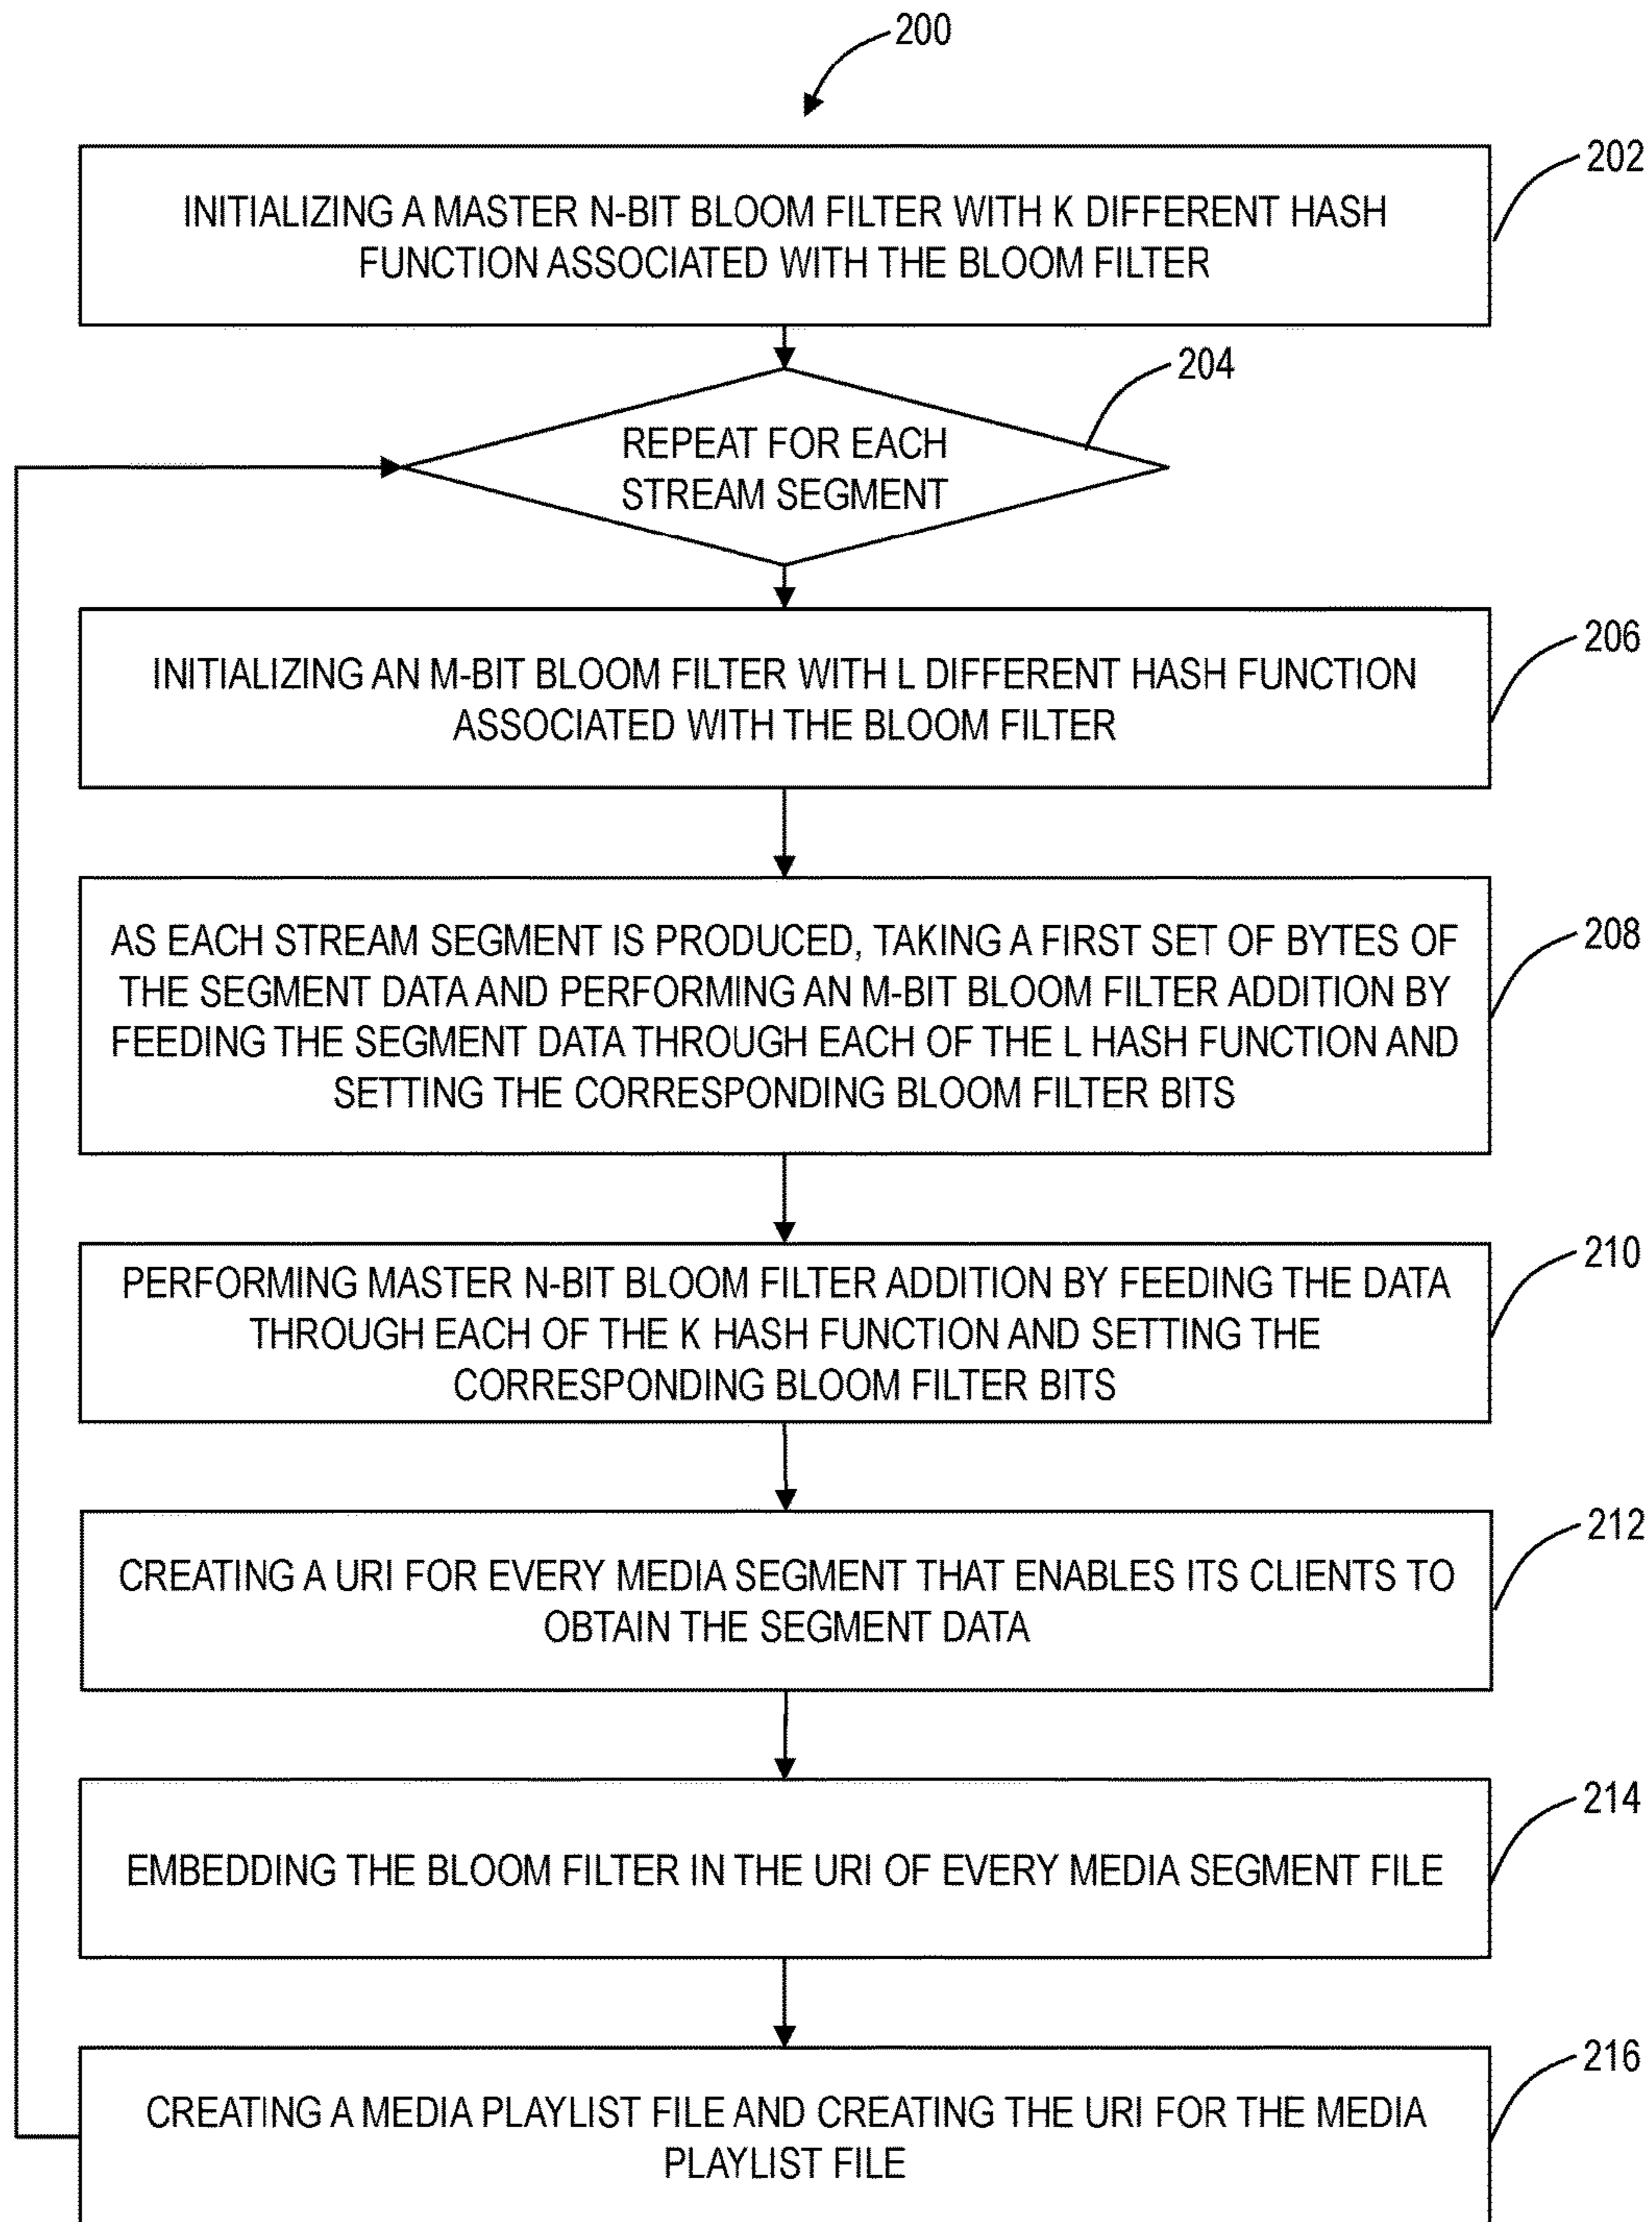 200
202
INITIALIZING A MASTER N-BIT BLOOM FILTER WITH K DIFFERENT HASH
FUNCTION ASSOCIATED WITH THE BLOOM FILTER
204
REPEAT FOR EACH
STREAM SEGMENT
206
INITIALIZING AN M-BIT BLOOM FILTER WITH L DIFFERENT HASH FUNCTION
ASSOCIATED WITH THE BLOOM FILTER
208
AS EACH STREAM SEGMENT IS PRODUCED, TAKING A FIRST SET OF BYTES OF
THE SEGMENT DATA AND PERFORMING AN M-BIT BLOOM FILTER ADDITION BY
FEEDING THE SEGMENT DATA THROUGH EACH OF THE L HASH FUNCTION AND
SETTING THE CORRESPONDING BLOOM FILTER BITS
210
PERFORMING MASTER N-BIT BLOOM FILTER ADDITION BY FEEDING THE DATA
THROUGH EACH OF THE K HASH FUNCTION AND SETTING THE
CORRESPONDING BLOOM FILTER BITS
212
CREATING A URI FOR EVERY MEDIA SEGMENT THAT ENABLES ITS CLIENTS TO
OBTAIN THE SEGMENT DATA
214
EMBEDDING THE BLOOM FILTER IN THE URI OF EVERY MEDIA SEGMENT FILE
216
CREATING A MEDIA PLAYLIST FILE AND CREATING THE URI FOR THE MEDIA
PLAYLIST FILE